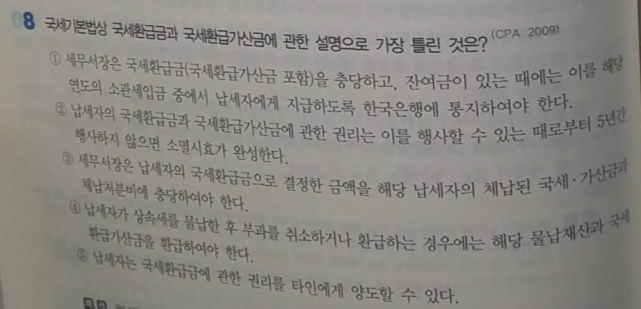 8 국세기본법상 국세환급금과 국세환급가산금에 관한 설명으로 가장 틀린 것은? (CPA 2009)
① 세무서장은 국세환급금(국세환급가산금 포함)을 충당하고, 잔여금이 있는 때에는 이를 해당
연도의 소관세입금 중에서 납세자에게 지급하도록 한국은행에 통지하여야 한다.
② 납세자의 국세환급금과 국세환급가산금에 관한 권리는 이를 행사할 수 있는 때로부터 5년간
행사하지 않으면 소멸시효가 완성한다.
③ 세무서장은 납세자의 국세환급금으로 결정한 금액을 해당 납세자의 체납된 국세·가산금과
체납처분비에 충당하여야 한다.
④ 납세자가 상속세를 물납한 후 부과를 취소하거나 환급하는 경우에는 해당 물납재산과 국세
환급가산금을 환급하여야 한다.
⑤ 납세자는 국세환급금에 관한 권리를 타인에게 양도할 수 있다.